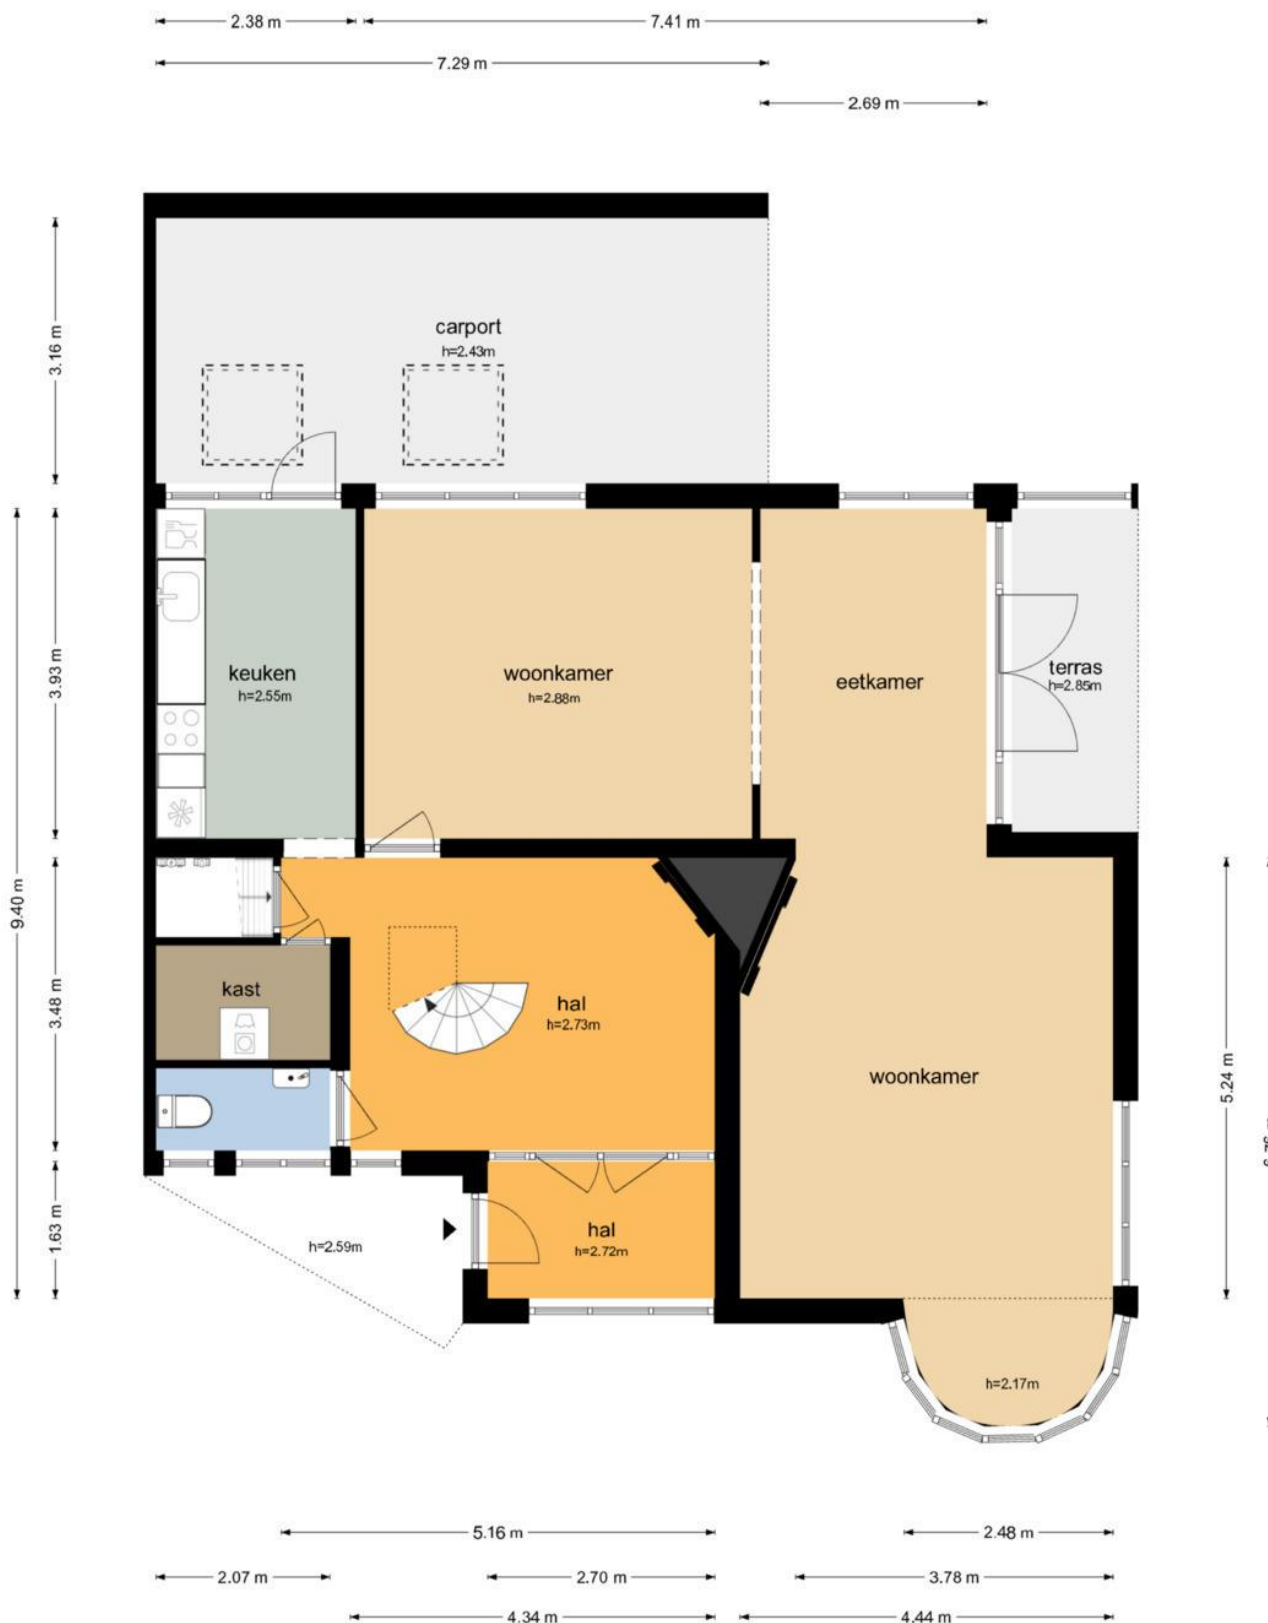 2.38 m
7.41 m
7.29 m
2.69 m
3.16 m
carport
h=2.43m
9.40 m
3.93 m
keuken
h=2.55m
woonkamer
h=2.88m
eetkamer
terras
h=2.85m
3.48 m
kast
hal
h=2.73m
woonkamer
5.24 m
1.63 m
h=2.59m
hal
h=2.72m
h=2.17m
5.16 m
2.48 m
2.07 m
2.70 m
3.78 m
4.34 m
4.44 m